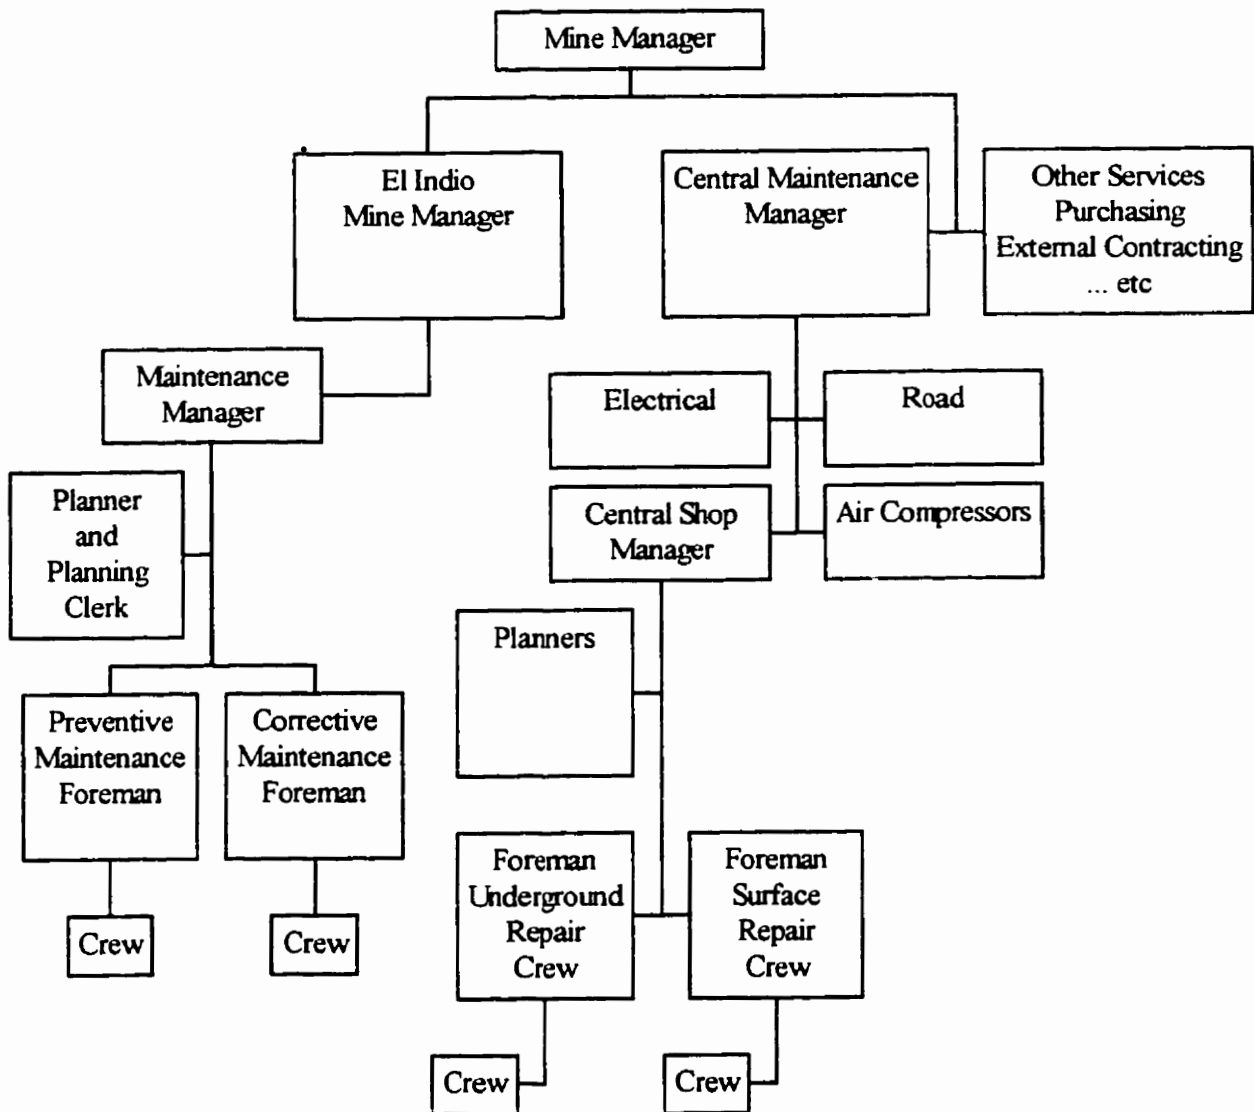 Mine Manager
El Indio
Mine Manager
Central Maintenance
Manager
Other Services
Purchasing
External Contracting
... etc
Maintenance
Manager
Electrical
Road
Planner
and
Planning
Clerk
Central Shop
Manager
Air Compressors
Planners
Preventive
Maintenance
Foreman
Corrective
Maintenance
Foreman
Foreman
Underground
Repair
Crew
Foreman
Surface
Repair
Crew
Crew
Crew
Crew
Crew